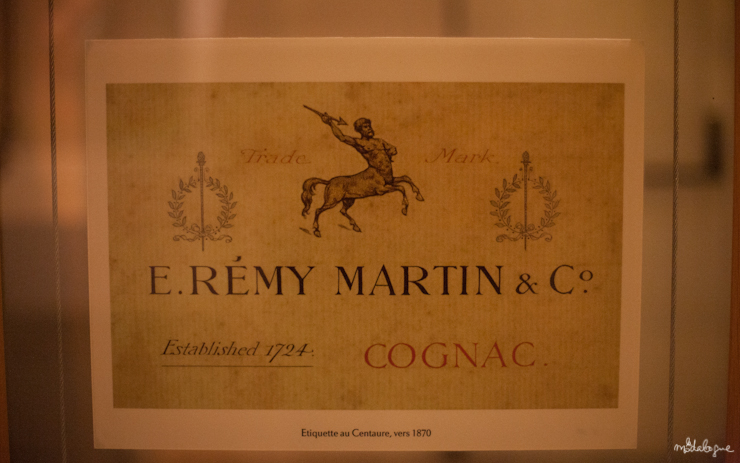 Trade Mark
E. RÉMY MARTIN & Cº
Established 1724.
COGNAC.
Etiquette au Centaure, vers 1870